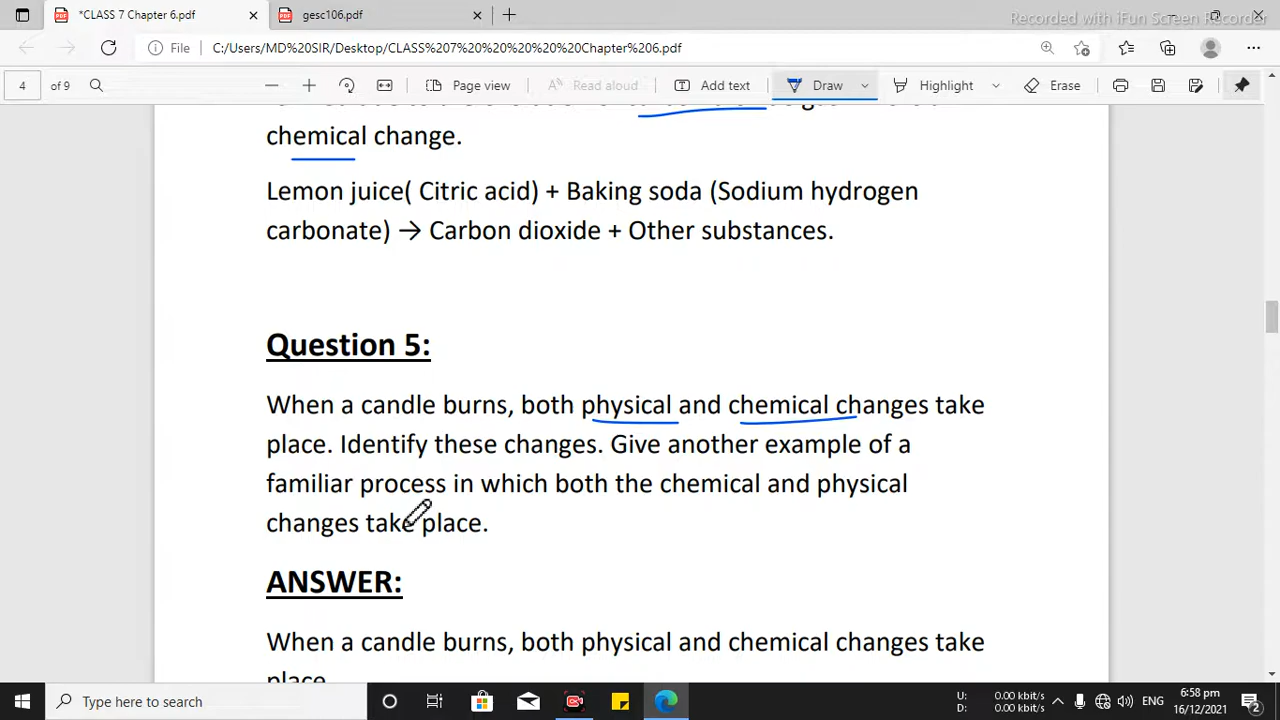 *CLASS 7 Chapter 6.pdf
gesc106.pdf
Recorded with iFun Screen Recorder
File
C:/Users/MD%20SIR/Desktop/CLASS%207%20%20%20%20%20Chapter%206.pdf
4 of 9
Page view
Read aloud
Add text
Draw
Highlight
Erase
chemical change.
Lemon juice( Citric acid) + Baking soda (Sodium hydrogen
carbonate) → Carbon dioxide + Other substances.
Question 5:
When a candle burns, both physical and chemical changes take
place. Identify these changes. Give another example of a
familiar process in which both the chemical and physical
changes take place.
ANSWER:
When a candle burns, both physical and chemical changes take
place.
Type here to search
U: 0.00 kbit/s
D: 0.00 kbit/s
ENG
6:58 pm
16/12/2021
2